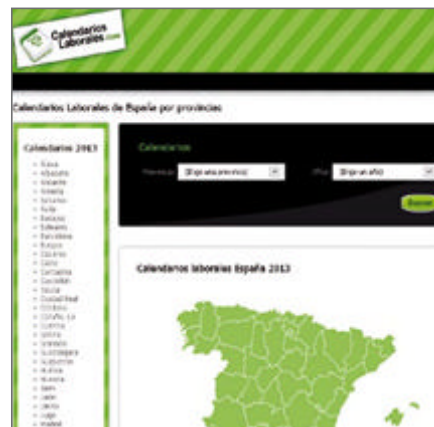 Calendarios
Laborales.com
Calendarios Laborales de España por provincias
Calendarios 2013
Álava
Albacete
Alicante
Almería
Asturias
Ávila
Badajoz
Baleares
Barcelona
Burgos
Cáceres
Cádiz
Cantabria
Castellón
Ceuta
Ciudad Real
Córdoba
Coruña, La
Cuenca
Girona
Granada
Guadalajara
Guipúzcoa
Huelva
Huesca
Jaén
León
Lleida
Lugo
Madrid
Calendarios
Provincia:
(Elige una provincia)
Año:
(Elige un año)
Buscar
Calendarios laborales España 2013